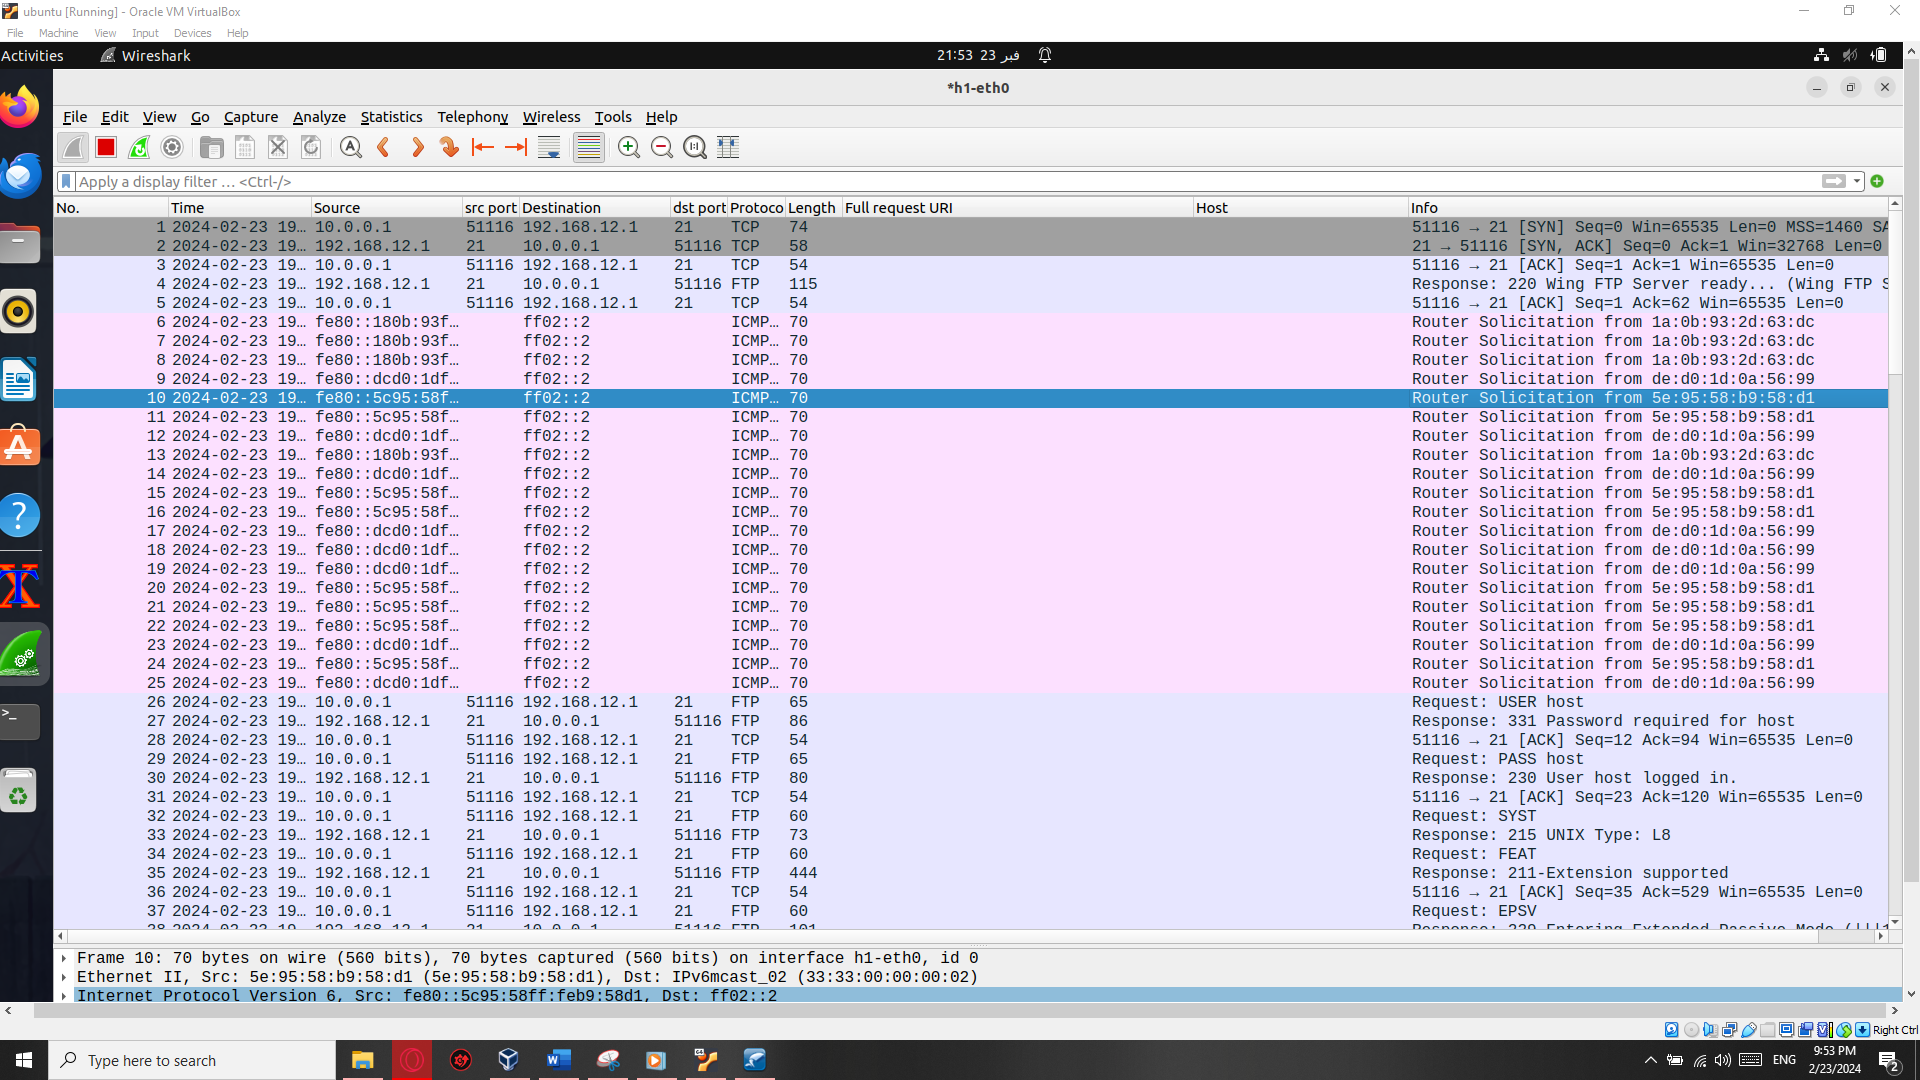 ubuntu [Running] - Oracle VM VirtualBox
File Machine View Input Devices Help
Activities Wireshark 21:53 23 فبر
*h1-eth0
File Edit View Go Capture Analyze Statistics Telephony Wireless Tools Help
Apply a display filter … <Ctrl-/>
No. Time Source src port Destination dst port Protoco Length Full request URI Host Info
1 2024-02-23 19… 10.0.0.1 51116 192.168.12.1 21 TCP 74 51116 → 21 [SYN] Seq=0 Win=65535 Len=0 MSS=1460 SA
2 2024-02-23 19… 192.168.12.1 21 10.0.0.1 51116 TCP 58 21 → 51116 [SYN, ACK] Seq=0 Ack=1 Win=32768 Len=0
3 2024-02-23 19… 10.0.0.1 51116 192.168.12.1 21 TCP 54 51116 → 21 [ACK] Seq=1 Ack=1 Win=65535 Len=0
4 2024-02-23 19… 192.168.12.1 21 10.0.0.1 51116 FTP 115 Response: 220 Wing FTP Server ready... (Wing FTP S
5 2024-02-23 19… 10.0.0.1 51116 192.168.12.1 21 TCP 54 51116 → 21 [ACK] Seq=1 Ack=62 Win=65535 Len=0
6 2024-02-23 19… fe80::180b:93f… ff02::2 ICMP… 70 Router Solicitation from 1a:0b:93:2d:63:dc
7 2024-02-23 19… fe80::180b:93f… ff02::2 ICMP… 70 Router Solicitation from 1a:0b:93:2d:63:dc
8 2024-02-23 19… fe80::180b:93f… ff02::2 ICMP… 70 Router Solicitation from 1a:0b:93:2d:63:dc
9 2024-02-23 19… fe80::dcd0:1df… ff02::2 ICMP… 70 Router Solicitation from de:d0:1d:0a:56:99
10 2024-02-23 19… fe80::5c95:58f… ff02::2 ICMP… 70 Router Solicitation from 5e:95:58:b9:58:d1
11 2024-02-23 19… fe80::5c95:58f… ff02::2 ICMP… 70 Router Solicitation from 5e:95:58:b9:58:d1
12 2024-02-23 19… fe80::dcd0:1df… ff02::2 ICMP… 70 Router Solicitation from de:d0:1d:0a:56:99
13 2024-02-23 19… fe80::180b:93f… ff02::2 ICMP… 70 Router Solicitation from 1a:0b:93:2d:63:dc
14 2024-02-23 19… fe80::dcd0:1df… ff02::2 ICMP… 70 Router Solicitation from de:d0:1d:0a:56:99
15 2024-02-23 19… fe80::5c95:58f… ff02::2 ICMP… 70 Router Solicitation from 5e:95:58:b9:58:d1
16 2024-02-23 19… fe80::5c95:58f… ff02::2 ICMP… 70 Router Solicitation from 5e:95:58:b9:58:d1
17 2024-02-23 19… fe80::dcd0:1df… ff02::2 ICMP… 70 Router Solicitation from de:d0:1d:0a:56:99
18 2024-02-23 19… fe80::dcd0:1df… ff02::2 ICMP… 70 Router Solicitation from de:d0:1d:0a:56:99
19 2024-02-23 19… fe80::dcd0:1df… ff02::2 ICMP… 70 Router Solicitation from de:d0:1d:0a:56:99
20 2024-02-23 19… fe80::5c95:58f… ff02::2 ICMP… 70 Router Solicitation from 5e:95:58:b9:58:d1
21 2024-02-23 19… fe80::5c95:58f… ff02::2 ICMP… 70 Router Solicitation from 5e:95:58:b9:58:d1
22 2024-02-23 19… fe80::5c95:58f… ff02::2 ICMP… 70 Router Solicitation from 5e:95:58:b9:58:d1
23 2024-02-23 19… fe80::dcd0:1df… ff02::2 ICMP… 70 Router Solicitation from de:d0:1d:0a:56:99
24 2024-02-23 19… fe80::5c95:58f… ff02::2 ICMP… 70 Router Solicitation from 5e:95:58:b9:58:d1
25 2024-02-23 19… fe80::dcd0:1df… ff02::2 ICMP… 70 Router Solicitation from de:d0:1d:0a:56:99
26 2024-02-23 19… 10.0.0.1 51116 192.168.12.1 21 FTP 65 Request: USER host
27 2024-02-23 19… 192.168.12.1 21 10.0.0.1 51116 FTP 86 Response: 331 Password required for host
28 2024-02-23 19… 10.0.0.1 51116 192.168.12.1 21 TCP 54 51116 → 21 [ACK] Seq=12 Ack=94 Win=65535 Len=0
29 2024-02-23 19… 10.0.0.1 51116 192.168.12.1 21 FTP 65 Request: PASS host
30 2024-02-23 19… 192.168.12.1 21 10.0.0.1 51116 FTP 80 Response: 230 User host logged in.
31 2024-02-23 19… 10.0.0.1 51116 192.168.12.1 21 TCP 54 51116 → 21 [ACK] Seq=23 Ack=120 Win=65535 Len=0
32 2024-02-23 19… 10.0.0.1 51116 192.168.12.1 21 FTP 60 Request: SYST
33 2024-02-23 19… 192.168.12.1 21 10.0.0.1 51116 FTP 73 Response: 215 UNIX Type: L8
34 2024-02-23 19… 10.0.0.1 51116 192.168.12.1 21 FTP 60 Request: FEAT
35 2024-02-23 19… 192.168.12.1 21 10.0.0.1 51116 FTP 444 Response: 211-Extension supported
36 2024-02-23 19… 10.0.0.1 51116 192.168.12.1 21 TCP 54 51116 → 21 [ACK] Seq=35 Ack=529 Win=65535 Len=0
37 2024-02-23 19… 10.0.0.1 51116 192.168.12.1 21 FTP 60 Request: EPSV
38 2024-02-23 19… 192.168.12.1 21 10.0.0.1 51116 FTP 101 Response: 229 Entering Extended Passive Mode (|||1
Frame 10: 70 bytes on wire (560 bits), 70 bytes captured (560 bits) on interface h1-eth0, id 0
Ethernet II, Src: 5e:95:58:b9:58:d1 (5e:95:58:b9:58:d1), Dst: IPv6mcast_02 (33:33:00:00:00:02)
Internet Protocol Version 6, Src: fe80::5c95:58ff:feb9:58d1, Dst: ff02::2
Right Ctrl
Type here to search ENG 9:53 PM
2/23/2024 2